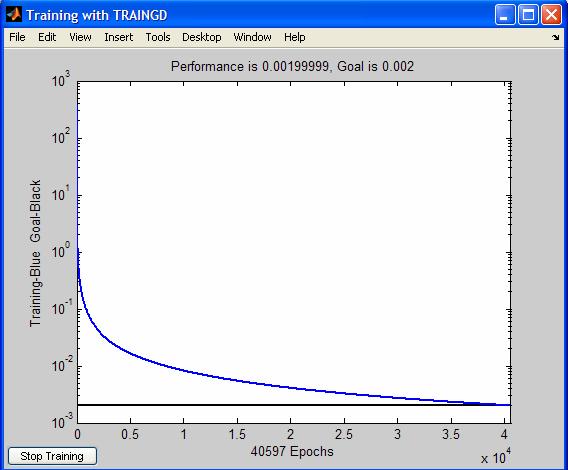 Training with TRAINGD
File Edit View Insert Tools Desktop Window Help
Performance is 0.00199999, Goal is 0.002
10^3
10^2
10^1
10^0
10^-1
10^-2
10^-3
Training-Blue Goal-Black
0 0.5 1 1.5 2 2.5 3 3.5 4
x 10^4
40597 Epochs
Stop Training